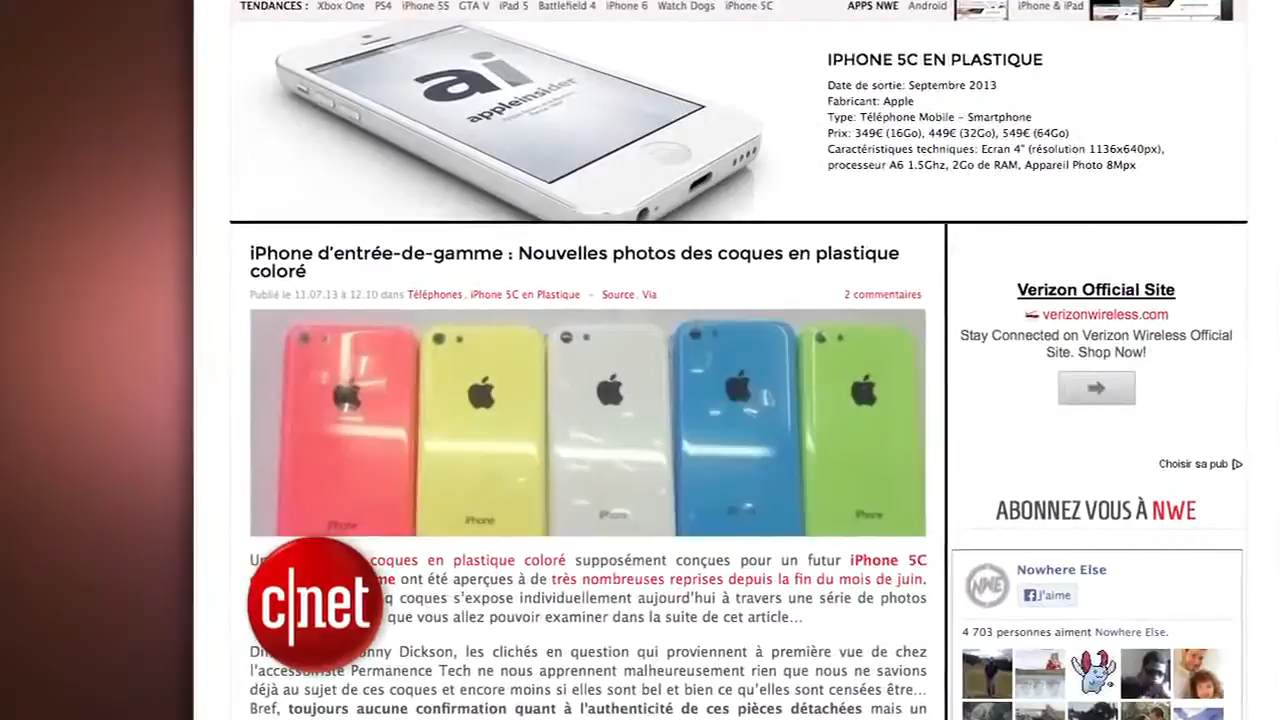 TENDANCES : Xbox One PS4 iPhone 5S GTA V iPad 5 Battlefield 4 iPhone 6 Watch Dogs iPhone 5C
APPS NWE Android iPhone & iPad
ai
appleinsider
IPHONE 5C EN PLASTIQUE
Date de sortie: Septembre 2013
Fabricant: Apple
Type: Téléphone Mobile – Smartphone
Prix: 349€ (16Go), 449€ (32Go), 549€ (64Go)
Caractéristiques techniques: Ecran 4" (résolution 1136x640px),
processeur A6 1.5Ghz, 2Go de RAM, Appareil Photo 8Mpx
iPhone d'entrée-de-gamme : Nouvelles photos des coques en plastique
coloré
Publié le 11.07.13 à 12:10 dans Téléphones, iPhone 5C en Plastique – Source. Via
2 commentaires
iPhone iPhone iPhone iPhone iPhone
coques en plastique coloré supposément conçues pour un futur iPhone 5C
ont été aperçues à de très nombreuses reprises depuis la fin du mois de juin.
coques s'expose individuellement aujourd'hui à travers une série de photos
que vous allez pouvoir examiner dans la suite de cet article...
Dickson, les clichés en question qui proviennent à première vue de chez
Permanence Tech ne nous apprennent malheureusement rien que nous ne savions
déjà au sujet de ces coques et encore moins si elles sont bel et bien ce qu'elles sont censées être...
Bref, toujours aucune confirmation quant à l'authenticité de ces pièces détachées mais un
c|net
Verizon Official Site
verizonwireless.com
Stay Connected on Verizon Wireless Official
Site. Shop Now!
Choisir sa pub
ABONNEZ VOUS À NWE
NWE
Nowhere Else
J'aime
4 703 personnes aiment Nowhere Else.